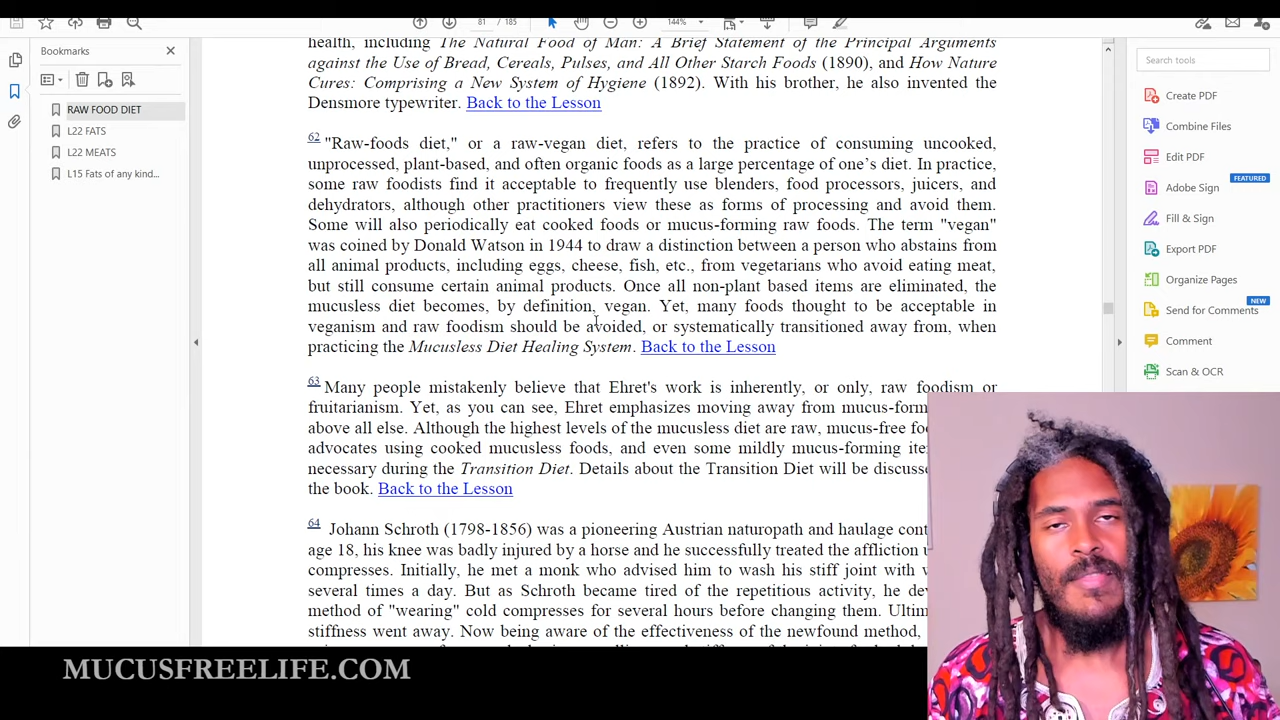 81 / 185
144%
Bookmarks
RAW FOOD DIET
L22 FATS
L22 MEATS
L15 Fats of any kind...
health, including The Natural Food of Man: A Brief Statement of the Principal Arguments
against the Use of Bread, Cereals, Pulses, and All Other Starch Foods (1890), and How Nature
Cures: Comprising a New System of Hygiene (1892). With his brother, he also invented the
Densmore typewriter. Back to the Lesson
62 "Raw-foods diet," or a raw-vegan diet, refers to the practice of consuming uncooked,
unprocessed, plant-based, and often organic foods as a large percentage of one's diet. In practice,
some raw foodists find it acceptable to frequently use blenders, food processors, juicers, and
dehydrators, although other practitioners view these as forms of processing and avoid them.
Some will also periodically eat cooked foods or mucus-forming raw foods. The term "vegan"
was coined by Donald Watson in 1944 to draw a distinction between a person who abstains from
all animal products, including eggs, cheese, fish, etc., from vegetarians who avoid eating meat,
but still consume certain animal products. Once all non-plant based items are eliminated, the
mucusless diet becomes, by definition, vegan. Yet, many foods thought to be acceptable in
veganism and raw foodism should be avoided, or systematically transitioned away from, when
practicing the Mucusless Diet Healing System. Back to the Lesson
63 Many people mistakenly believe that Ehret's work is inherently, or only, raw foodism or
fruitarianism. Yet, as you can see, Ehret emphasizes moving away from mucus-form
above all else. Although the highest levels of the mucusless diet are raw, mucus-free fo
advocates using cooked mucusless foods, and even some mildly mucus-forming ite
necessary during the Transition Diet. Details about the Transition Diet will be discusse
the book. Back to the Lesson
64 Johann Schroth (1798-1856) was a pioneering Austrian naturopath and haulage cont
age 18, his knee was badly injured by a horse and he successfully treated the affliction u
compresses. Initially, he met a monk who advised him to wash his stiff joint with w
several times a day. But as Schroth became tired of the repetitious activity, he de
method of "wearing" cold compresses for several hours before changing them. Ultim
stiffness went away. Now being aware of the effectiveness of the newfound method,
Search tools
Create PDF
Combine Files
Edit PDF
FEATURED
Adobe Sign
Fill & Sign
Export PDF
Organize Pages
NEW
Send for Comments
Comment
Scan & OCR
MUCUSFREELIFE.COM